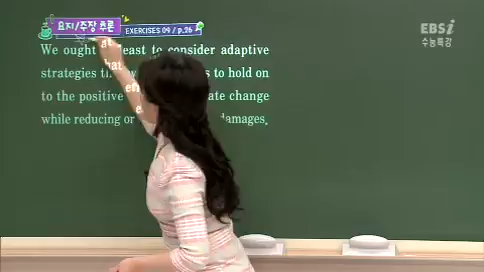 요지/주장 추론
EXERCISES 09 / p.26
EBSi
수능특강
We ought at least to consider adaptive
strategies th to hold on
to the positive ate change
while reducing or damages.